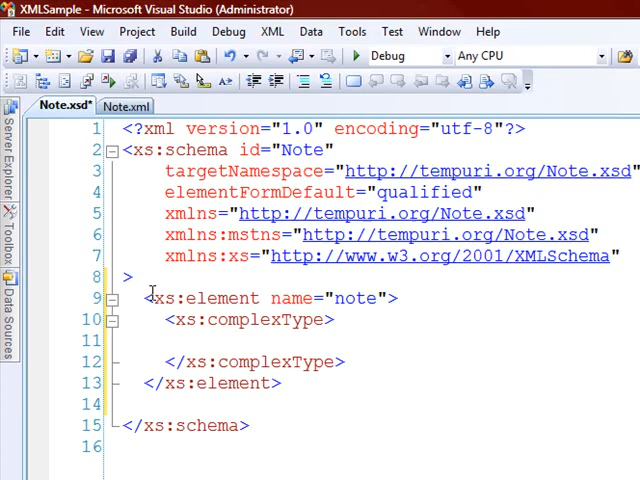 XMLSample - Microsoft Visual Studio (Administrator)
File Edit View Project Build Debug XML Data Tools Test Window Help
Debug Any CPU
Note.xsd* Note.xml
Server Explorer
Toolbox
Data Sources
1 <?xml version="1.0" encoding="utf-8"?>
2 <xs:schema id="Note"
3 targetNamespace="http://tempuri.org/Note.xsd"
4 elementFormDefault="qualified"
5 xmlns="http://tempuri.org/Note.xsd"
6 xmlns:mstns="http://tempuri.org/Note.xsd"
7 xmlns:xs="http://www.w3.org/2001/XMLSchema"
8 >
9 <xs:element name="note">
10 <xs:complexType>
11
12 </xs:complexType>
13 </xs:element>
14
15 </xs:schema>
16